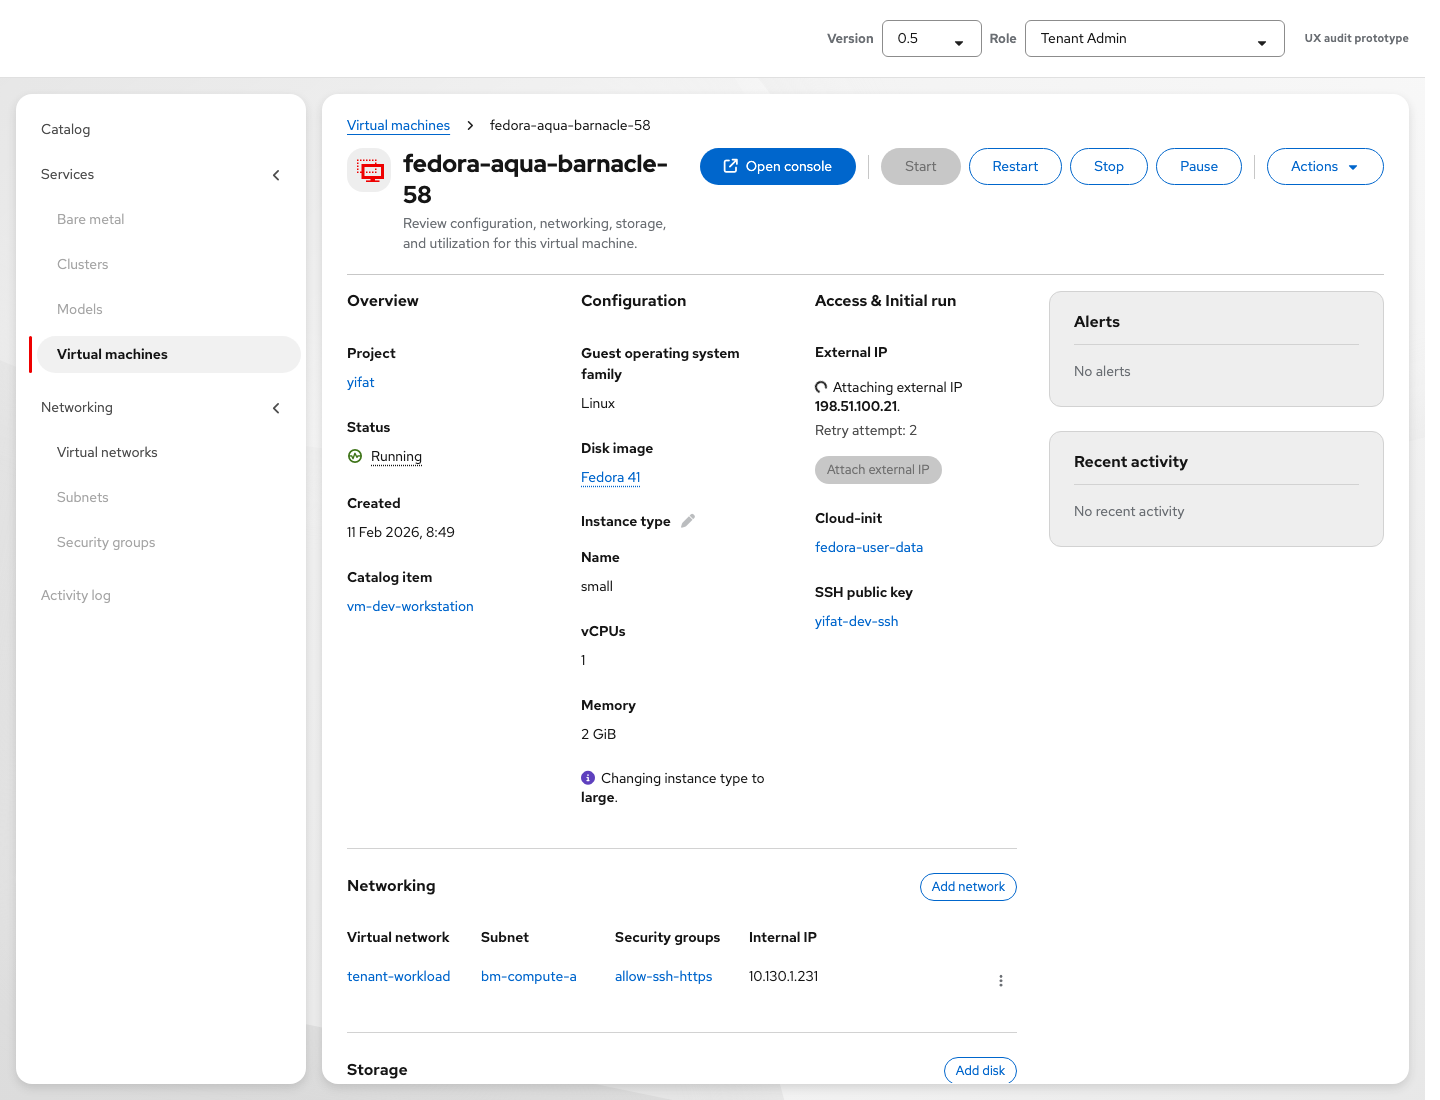 Version
0.5
Role
Tenant Admin
UX audit prototype
Catalog
Services
Bare metal
Clusters
Models
Virtual machines
Networking
Virtual networks
Subnets
Security groups
Activity log
Virtual machines
fedora-aqua-barnacle-58
fedora-aqua-barnacle-
58
Review configuration, networking, storage,
and utilization for this virtual machine.
Open console
Start
Restart
Stop
Pause
Actions
Overview
Project
yifat
Status
Running
Created
11 Feb 2026, 8:49
Catalog item
vm-dev-workstation
Configuration
Guest operating system
family
Linux
Disk image
Fedora 41
Instance type
Name
small
vCPUs
1
Memory
2 GiB
Changing instance type to
large.
Access & Initial run
External IP
Attaching external IP
198.51.100.21.
Retry attempt: 2
Attach external IP
Cloud-init
fedora-user-data
SSH public key
yifat-dev-ssh
Alerts
No alerts
Recent activity
No recent activity
Networking
Add network
Virtual network Subnet Security groups Internal IP
tenant-workload bm-compute-a allow-ssh-https 10.130.1.231
Storage
Add disk